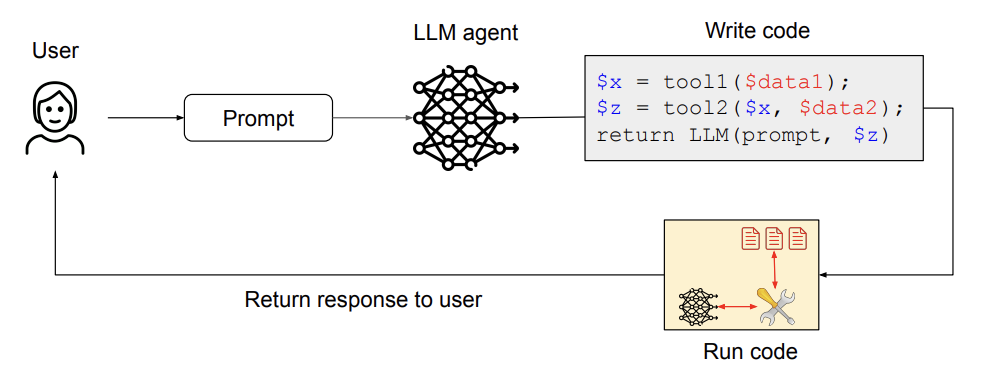 User
Prompt
LLM agent
Write code
$x = tool1($data1);
$z = tool2($x, $data2);
return LLM(prompt, $z)
Run code
Return response to user